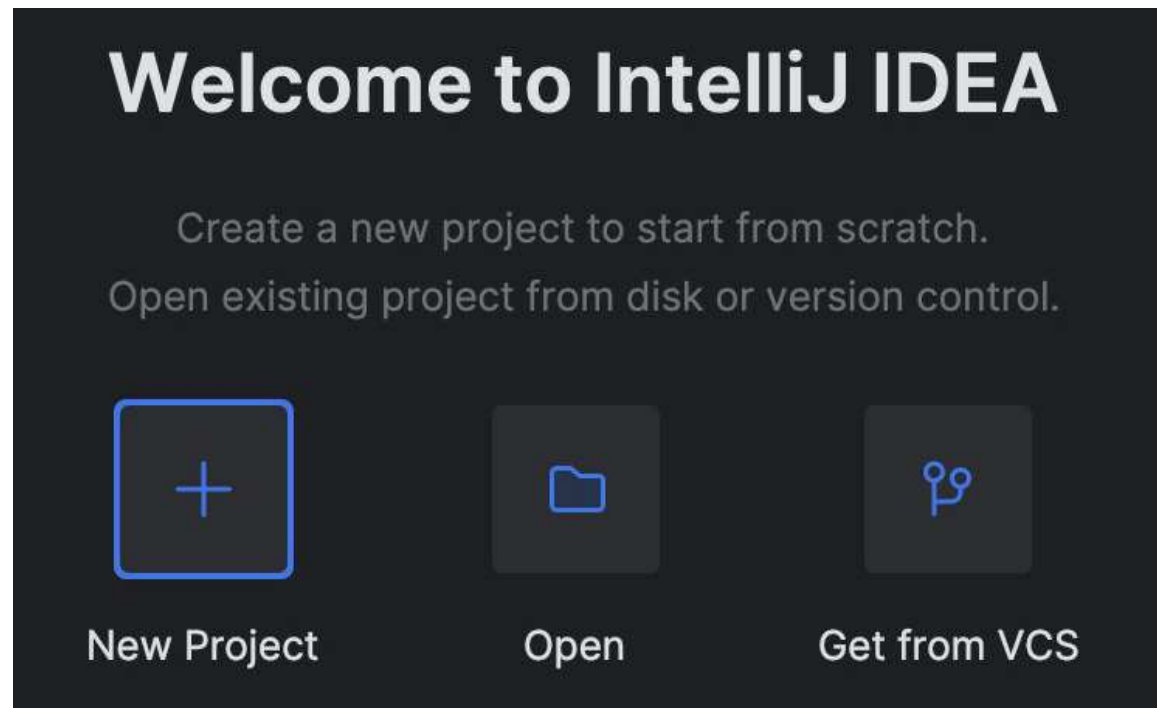 Welcome to IntelliJ IDEA
Create a new project to start from scratch.
Open existing project from disk or version control.
New Project
Open
Get from VCS